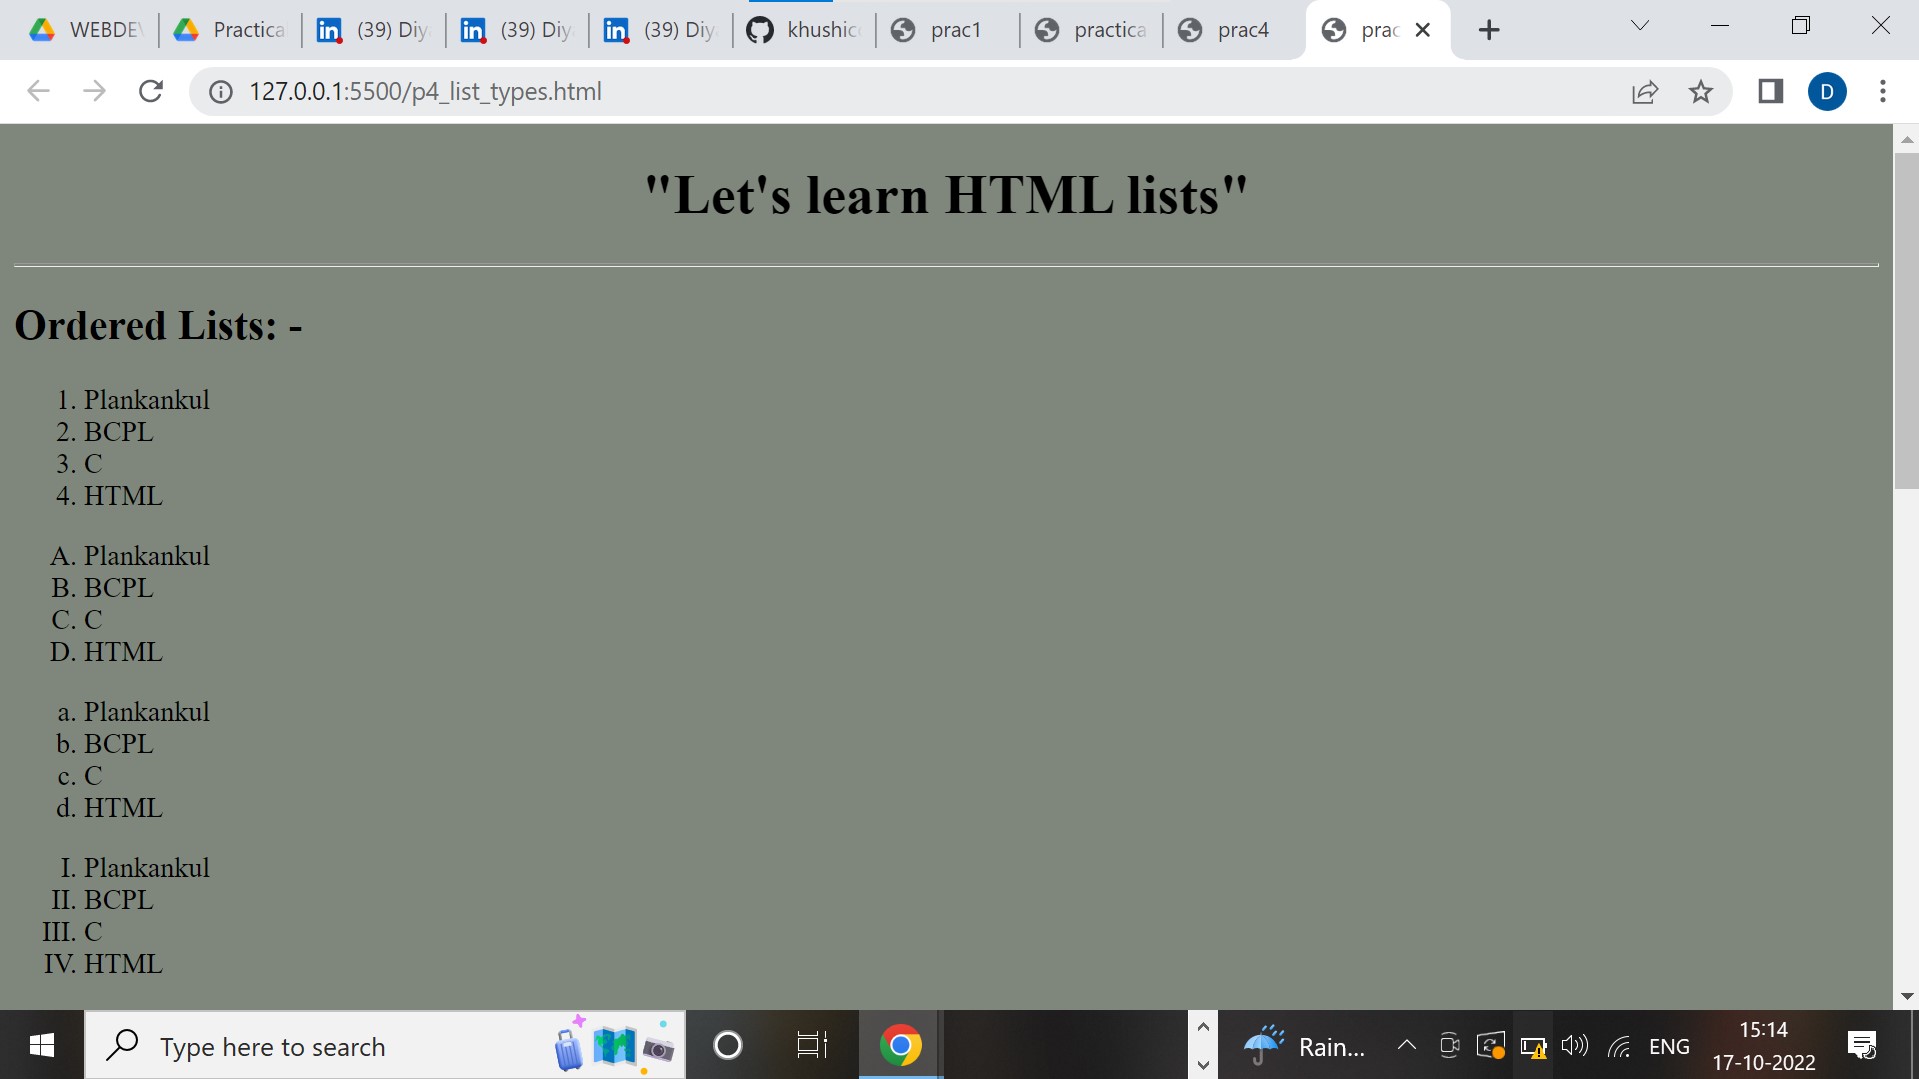 WEBDEV
Practica
(39) Diy
(39) Diy
(39) Diy
khushic
prac1
practica
prac4
prac
127.0.0.1:5500/p4_list_types.html
D
"Let's learn HTML lists"
Ordered Lists: -
1. Plankankul
2. BCPL
3. C
4. HTML
A. Plankankul
B. BCPL
C. C
D. HTML
a. Plankankul
b. BCPL
c. C
d. HTML
I. Plankankul
II. BCPL
III. C
IV. HTML
Type here to search
Rain...
ENG
15:14
17-10-2022